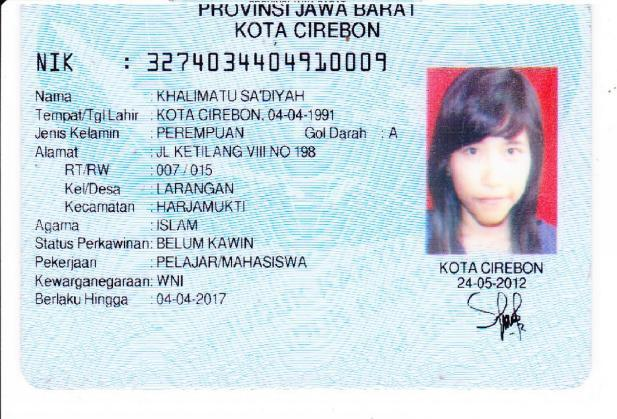 PROVINSI JAWA BARAT
KOTA CIREBON
NIK : 3274034404910009
Nama : KHALIMATU SA'DIYAH
Tempat/Tgl Lahir : KOTA CIREBON, 04-04-1991
Jenis Kelamin : PEREMPUAN Gol Darah : A
Alamat : JL KETILANG VIII NO 198
RT/RW : 007 / 015
Kel/Desa : LARANGAN
Kecamatan : HARJAMUKTI
Agama : ISLAM
Status Perkawinan: BELUM KAWIN
Pekerjaan : PELAJAR/MAHASISWA
Kewarganegaraan: WNI
Berlaku Hingga : 04-04-2017
KOTA CIREBON
24-05-2012